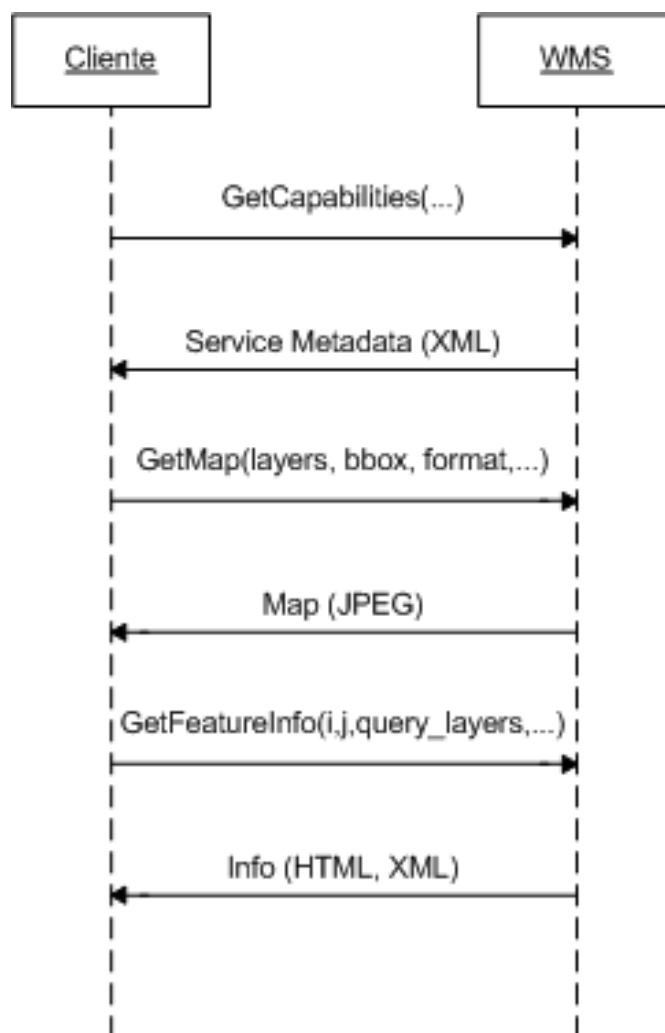 Cliente
WMS
GetCapabilities(...)
Service Metadata (XML)
GetMap(layers, bbox, format,...)
Map (JPEG)
GetFeatureInfo(i,j,query_layers,...)
Info (HTML, XML)